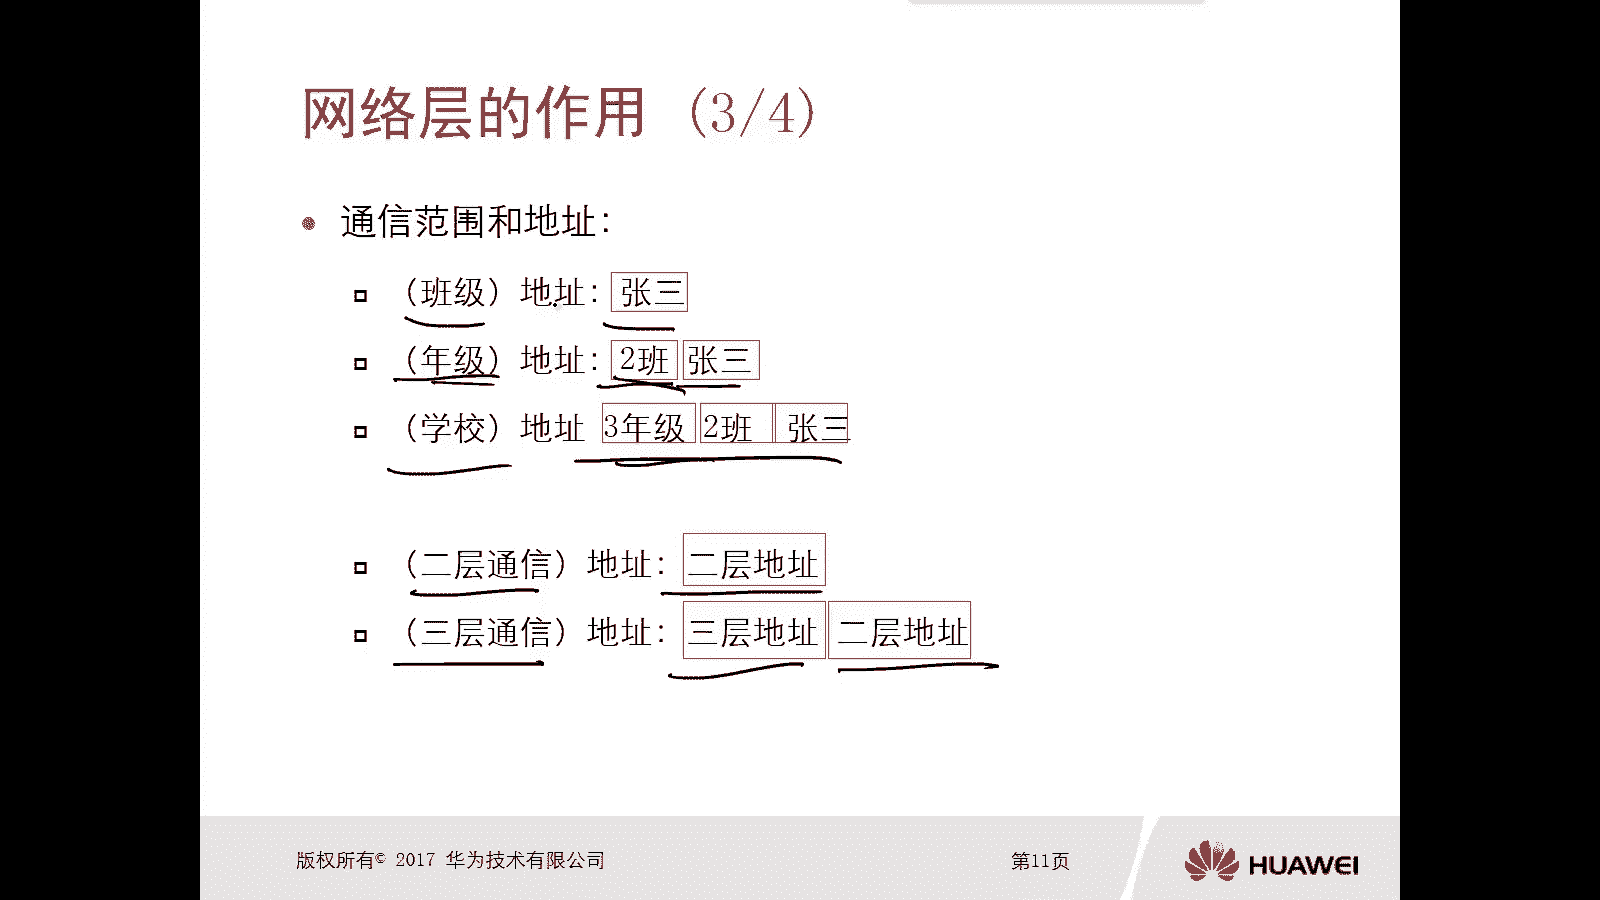 网络层的作用 (3/4)
通信范围和地址：
（班级）地址：张三
（年级）地址：2班 张三
（学校）地址 3年级 2班 张三
（二层通信）地址：二层地址
（三层通信）地址：三层地址 二层地址
版权所有© 2017 华为技术有限公司
第11页
HUAWEI